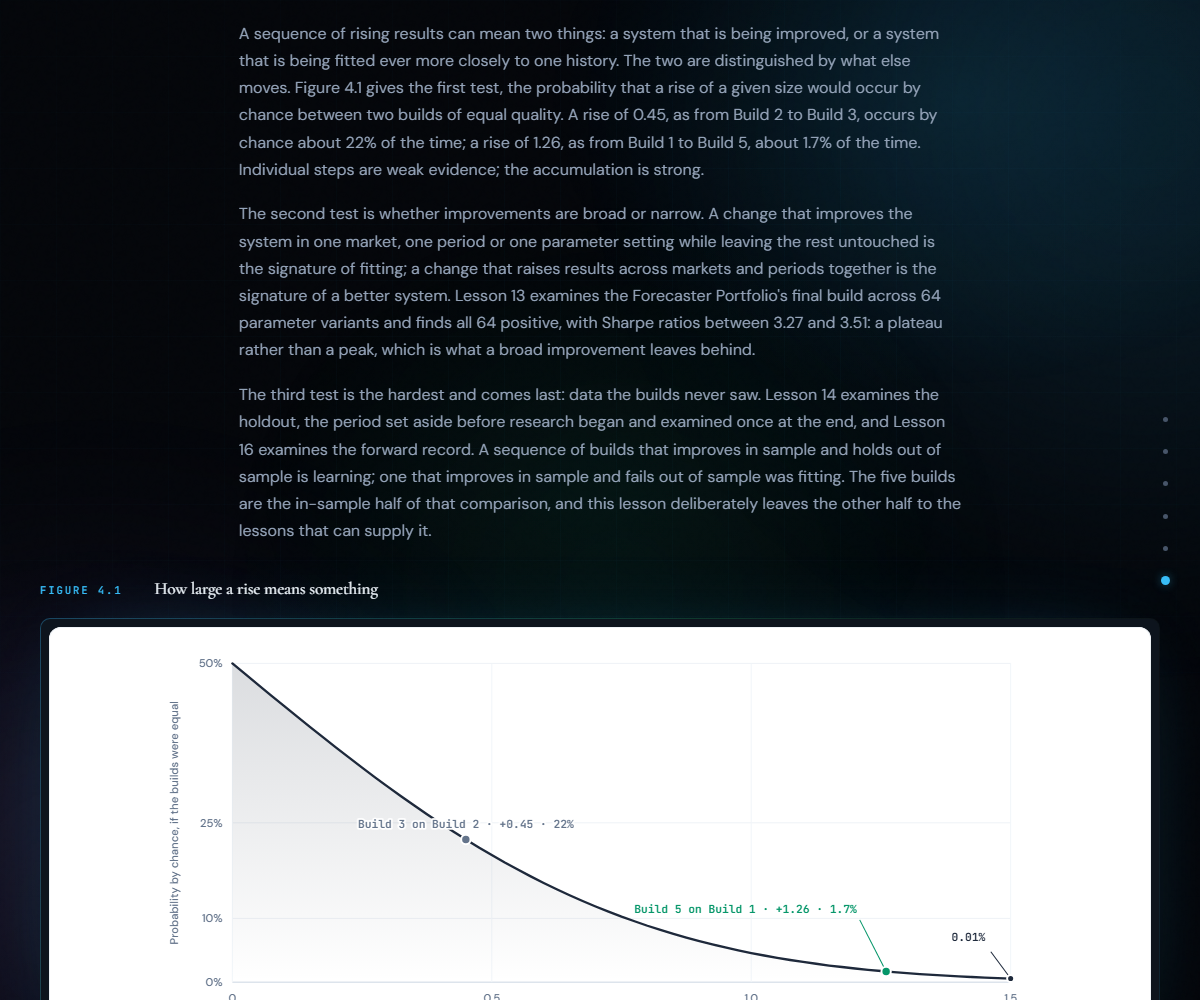 A sequence of rising results can mean two things: a system that is being improved, or a system
that is being fitted ever more closely to one history. The two are distinguished by what else
moves. Figure 4.1 gives the first test, the probability that a rise of a given size would occur by
chance between two builds of equal quality. A rise of 0.45, as from Build 2 to Build 3, occurs by
chance about 22% of the time; a rise of 1.26, as from Build 1 to Build 5, about 1.7% of the time.
Individual steps are weak evidence; the accumulation is strong.
The second test is whether improvements are broad or narrow. A change that improves the
system in one market, one period or one parameter setting while leaving the rest untouched is
the signature of fitting; a change that raises results across markets and periods together is the
signature of a better system. Lesson 13 examines the Forecaster Portfolio's final build across 64
parameter variants and finds all 64 positive, with Sharpe ratios between 3.27 and 3.51: a plateau
rather than a peak, which is what a broad improvement leaves behind.
The third test is the hardest and comes last: data the builds never saw. Lesson 14 examines the
holdout, the period set aside before research began and examined once at the end, and Lesson
16 examines the forward record. A sequence of builds that improves in sample and holds out of
sample is learning; one that improves in sample and fails out of sample was fitting. The five builds
are the in-sample half of that comparison, and this lesson deliberately leaves the other half to the
lessons that can supply it.
FIGURE 4.1 How large a rise means something
50%
Probability by chance, if the builds were equal
25%
Build 3 on Build 2 · +0.45 · 22%
Build 5 on Build 1 · +1.26 · 1.7%
10%
0.01%
0%
0 0.5 1.0 1.5